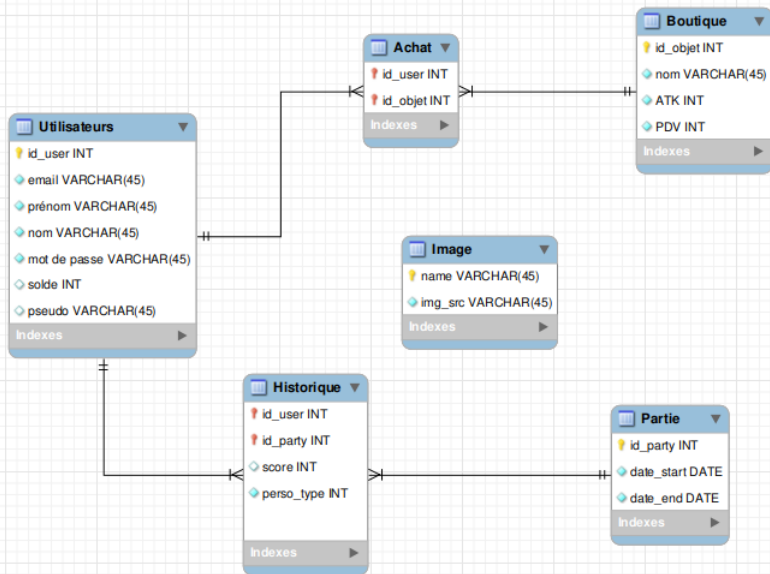 Boutique
id_objet INT
nom VARCHAR(45)
ATK INT
PDV INT
Indexes
Achat
id_user INT
id_objet INT
Indexes
Utilisateurs
id_user INT
email VARCHAR(45)
prénom VARCHAR(45)
nom VARCHAR(45)
mot de passe VARCHAR(45)
solde INT
pseudo VARCHAR(45)
Indexes
Image
name VARCHAR(45)
img_src VARCHAR(45)
Indexes
Historique
id_user INT
id_party INT
score INT
perso_type INT
Indexes
Partie
id_party INT
date_start DATE
date_end DATE
Indexes